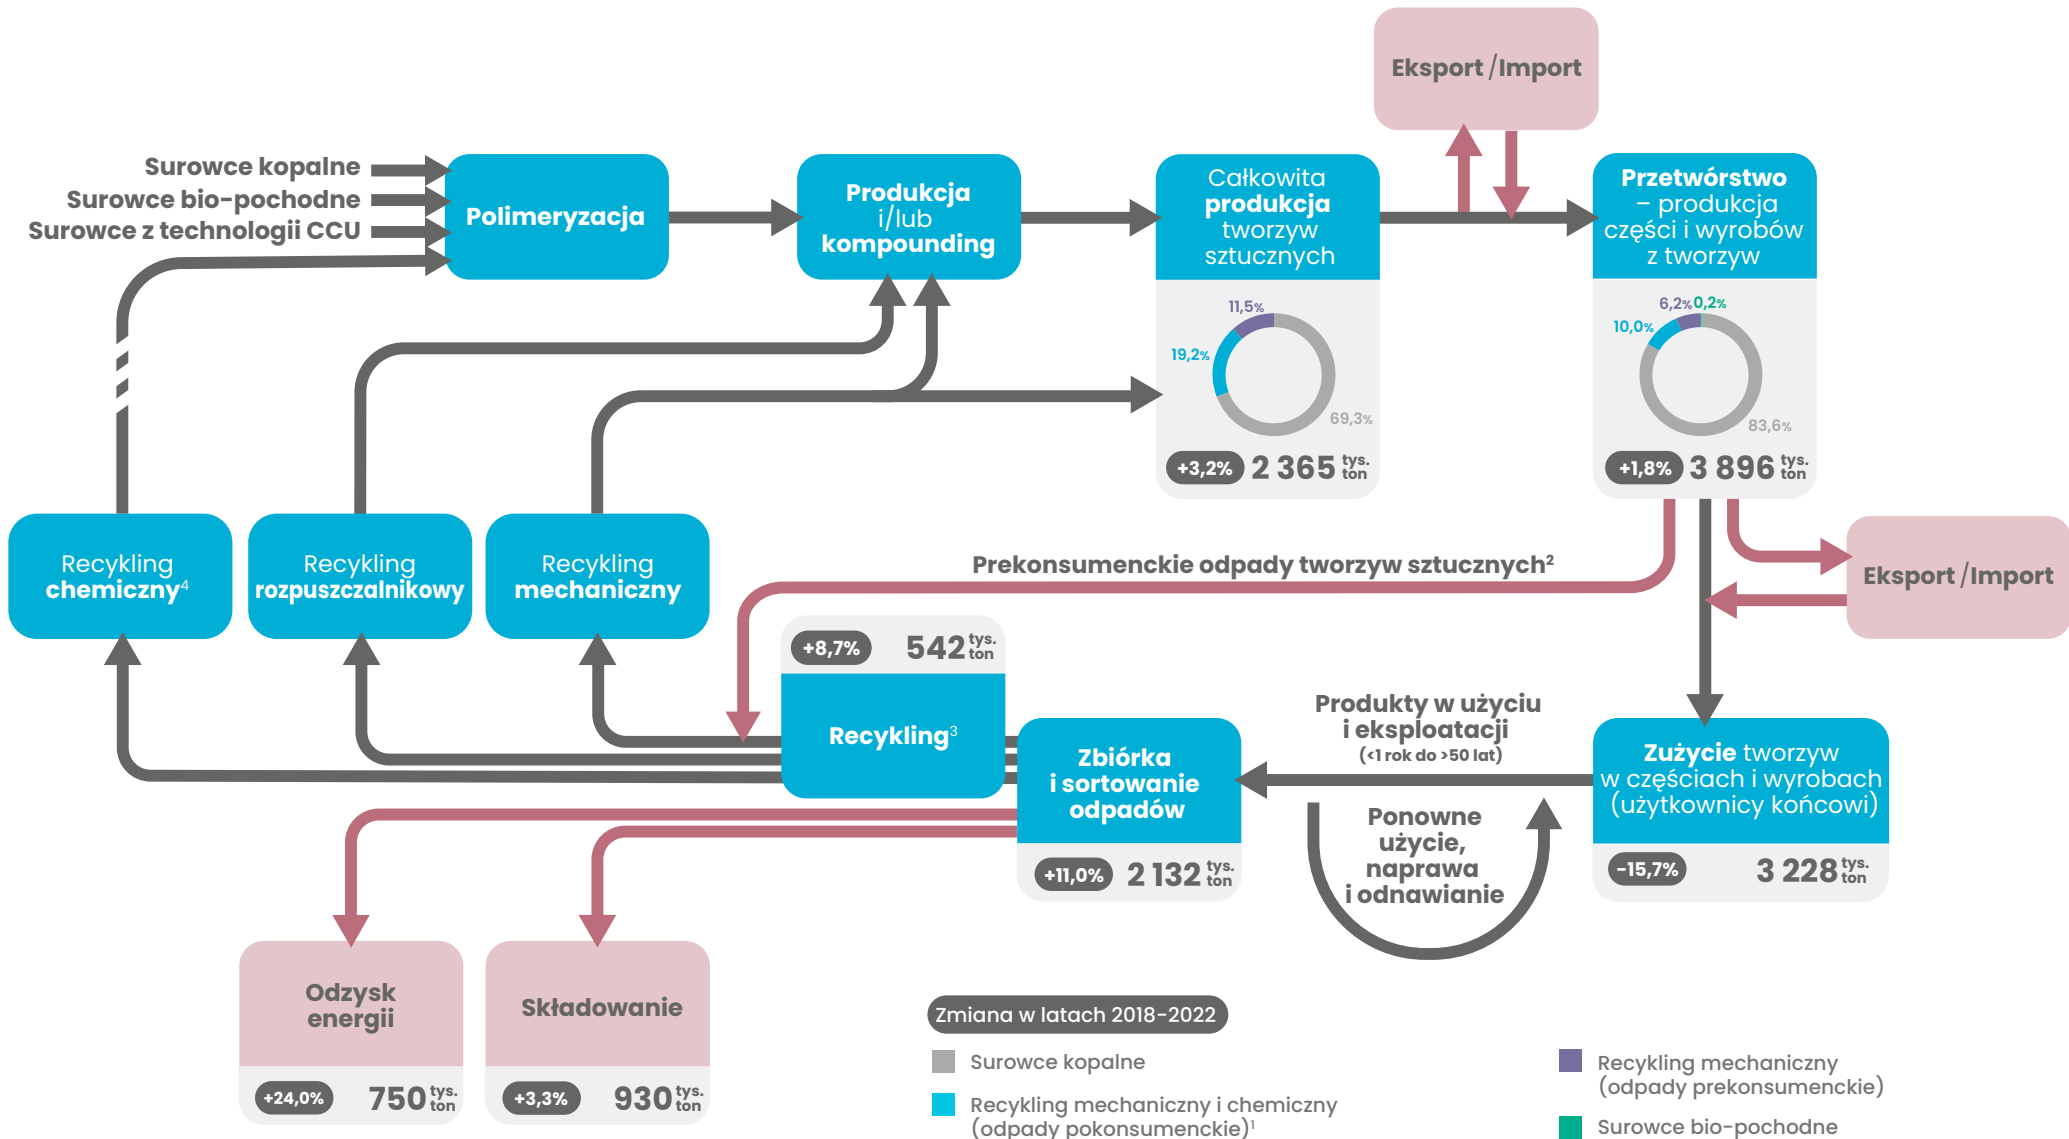 Eksport / Import
Surowce kopalne
Surowce bio-pochodne
Surowce z technologii CCU
Polimeryzacja
Produkcja
i/lub
kompounding
Całkowita
produkcja
tworzyw
sztucznych
11,5%
19,2%
69,3%
+3,2% 2 365 tys. ton
Przetwórstwo
– produkcja
części i wyrobów
z tworzyw
6,2% 0,2%
10,0%
83,6%
+1,8% 3 896 tys. ton
Recykling
chemiczny⁴
Recykling
rozpuszczalnikowy
Recykling
mechaniczny
Prekonsumenckie odpady tworzyw sztucznych²
Eksport / Import
+8,7% 542 tys. ton
Recykling³
Zbiórka
i sortowanie
odpadów
+11,0% 2 132 tys. ton
Produkty w użyciu
i eksploatacji
(<1 rok do >50 lat)
Ponowne
użycie,
naprawa
i odnawianie
Zużycie tworzyw
w częściach i wyrobach
(użytkownicy końcowi)
-15,7% 3 228 tys. ton
Odzysk
energii
+24,0% 750 tys. ton
Składowanie
+3,3% 930 tys. ton
Zmiana w latach 2018-2022
Surowce kopalne
Recykling mechaniczny i chemiczny
(odpady pokonsumenckie)¹
Recykling mechaniczny
(odpady prekonsumenckie)
Surowce bio-pochodne